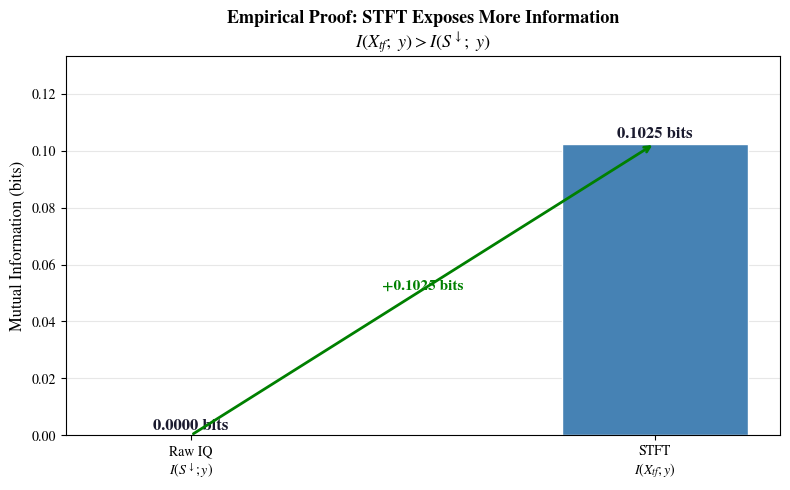 Empirical Proof: STFT Exposes More Information
I(X_tf; y) > I(S↓; y)
Mutual Information (bits)
0.12
0.10
0.08
0.06
0.04
0.02
0.00
0.1025 bits
+0.1025 bits
0.0000 bits
Raw IQ
I(S↓; y)
STFT
I(X_tf; y)